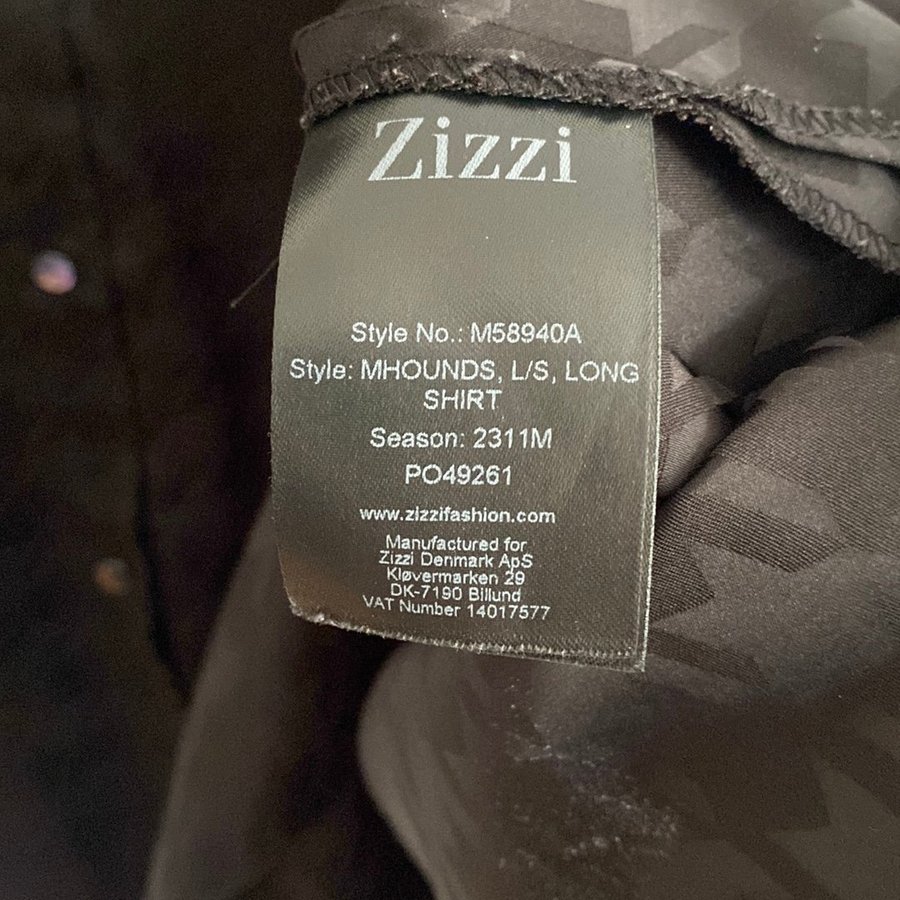 Zizzi
Style No.: M58940A
Style: MHOUNDS, L/S, LONG
SHIRT
Season: 2311M
PO49261
www.zizzifashion.com
Manufactured for
Zizzi Denmark ApS
Kløvermarken 29
DK-7190 Billund
VAT Number 14017577